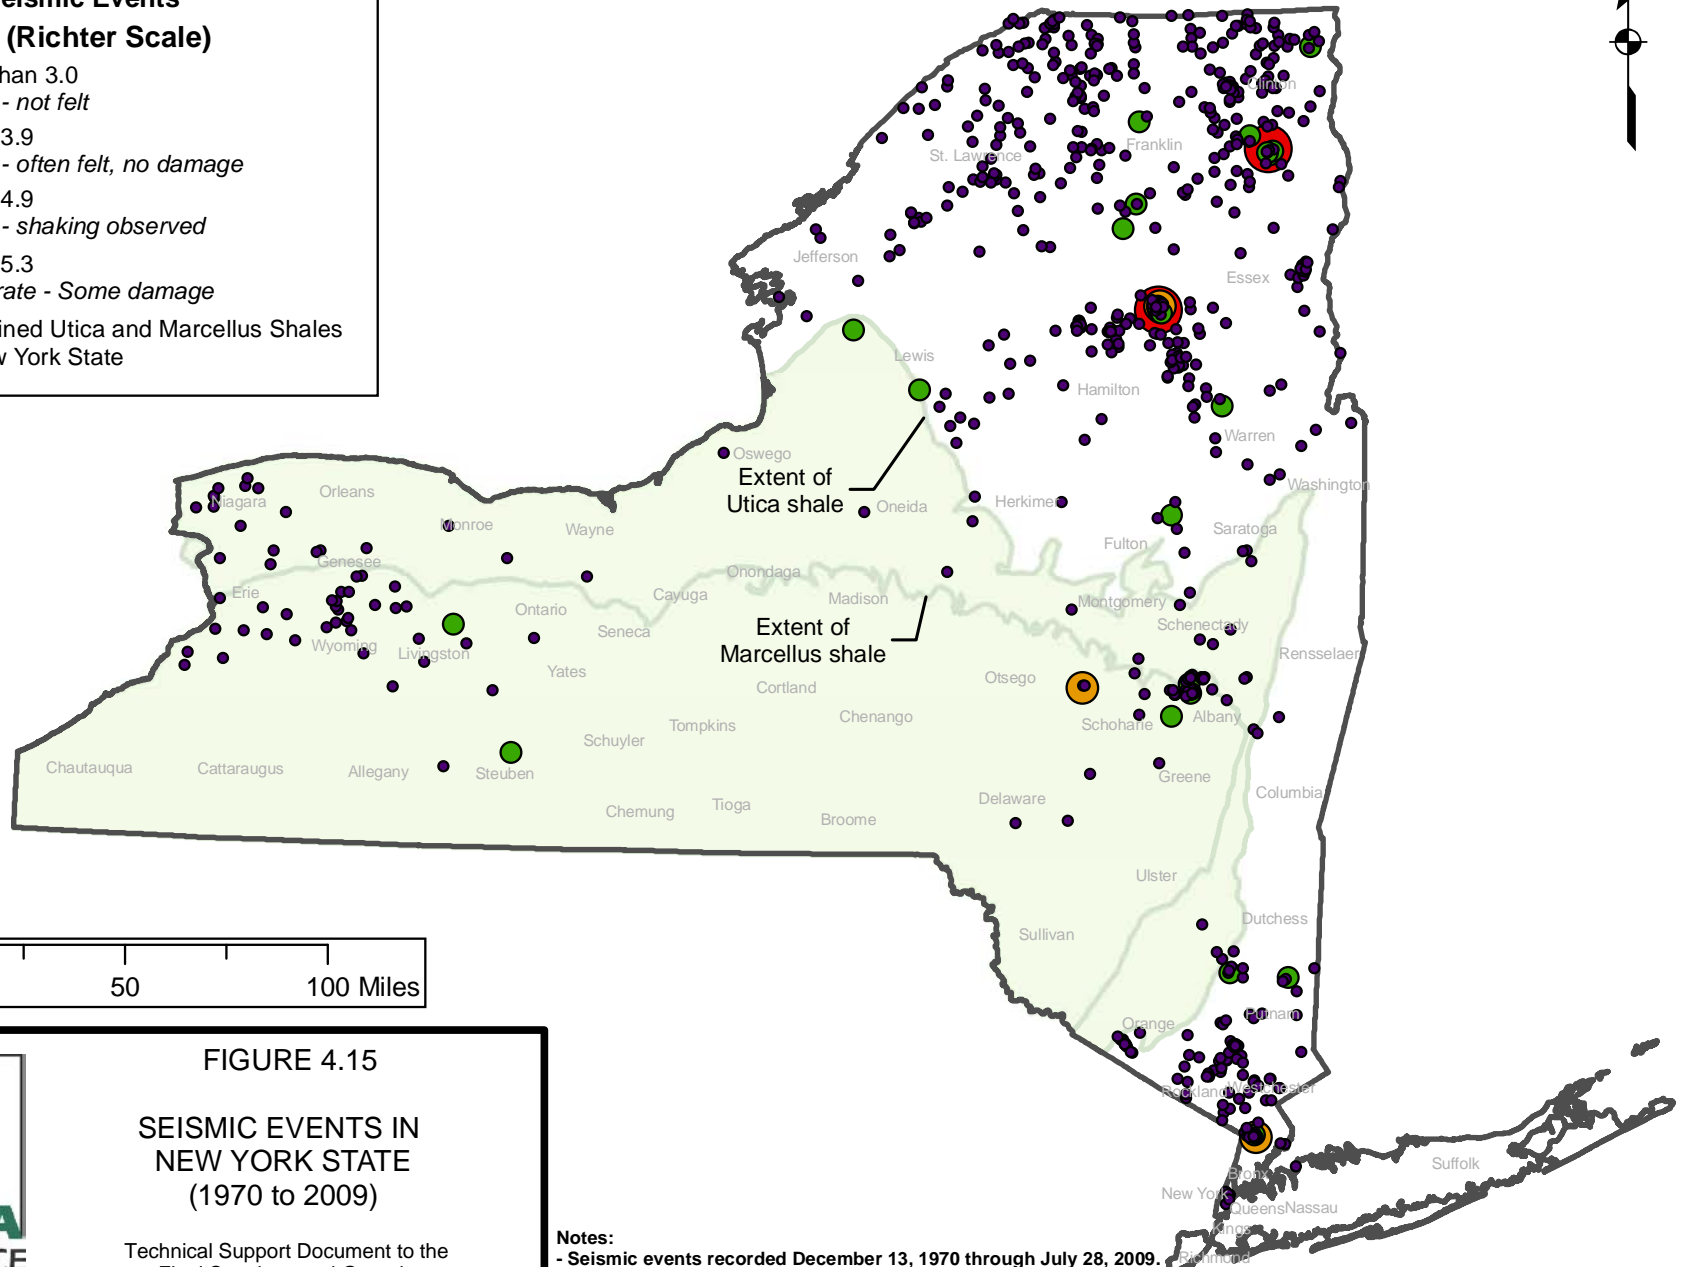 Seismic Events
(Richter Scale)
than 3.0
- not felt
3.9
- often felt, no damage
4.9
- shaking observed
5.3
rate - Some damage
ined Utica and Marcellus Shales
w York State
Clinton
Franklin
St. Lawrence
Jefferson
Essex
Lewis
Hamilton
Warren
Oswego
Extent of
Utica shale
Washington
Orleans
Niagara
Herkimer
Oneida
Monroe
Wayne
Saratoga
Fulton
Genesee
Onondaga
Erie
Cayuga
Madison
Montgomery
Ontario
Seneca
Extent of
Marcellus shale
Schenectady
Wyoming
Livingston
Rensselaer
Yates
Otsego
Cortland
Chenango
Schoharie
Albany
Tompkins
Schuyler
Chautauqua
Cattaraugus
Allegany
Steuben
Greene
Columbia
Delaware
Tioga
Chemung
Broome
Ulster
Dutchess
Sullivan
50
100 Miles
Orange
Putnam
Rockland
Westchester
Suffolk
Bronx
New York
Queens
Nassau
Kings
Richmond
FIGURE 4.15
SEISMIC EVENTS IN
NEW YORK STATE
(1970 to 2009)
Technical Support Document to the
Notes:
- Seismic events recorded December 13, 1970 through July 28, 2009.